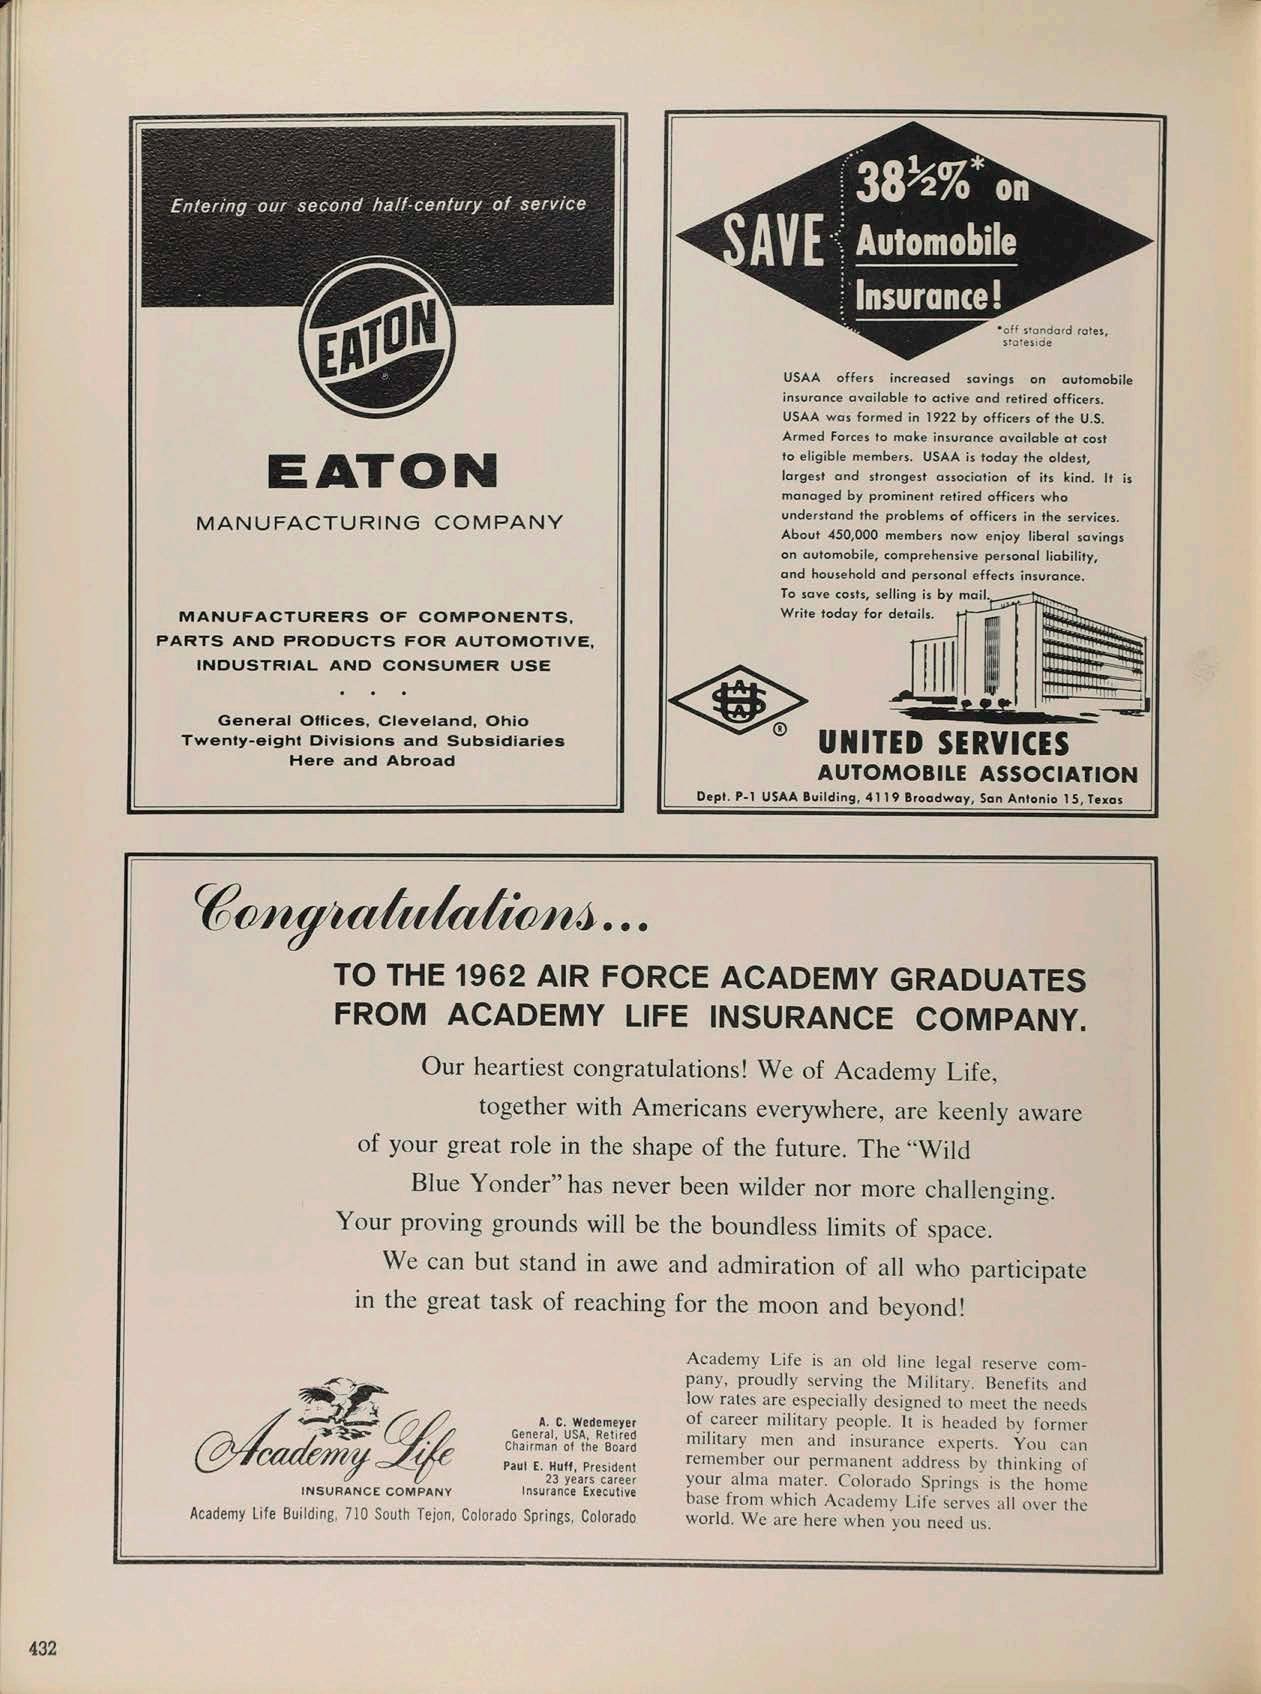 Entering our second half-century of service
EATON
®
EATON
MANUFACTURING COMPANY
MANUFACTURERS OF COMPONENTS,
PARTS AND PRODUCTS FOR AUTOMOTIVE,
INDUSTRIAL AND CONSUMER USE
. . .
General Offices, Cleveland, Ohio
Twenty-eight Divisions and Subsidiaries
Here and Abroad
SAVE
38½%* on
Automobile
Insurance!
*off standard rates,
stateside
USAA offers increased savings on automobile
insurance available to active and retired officers.
USAA was formed in 1922 by officers of the U.S.
Armed Forces to make insurance available at cost
to eligible members. USAA is today the oldest,
largest and strongest association of its kind. It is
managed by prominent retired officers who
understand the problems of officers in the services.
About 450,000 members now enjoy liberal savings
on automobile, comprehensive personal liability,
and household and personal effects insurance.
To save costs, selling is by mail.
Write today for details.
USAA
USAA
®
UNITED SERVICES
AUTOMOBILE ASSOCIATION
Dept. P-1 USAA Building, 4119 Broadway, San Antonio 15, Texas
Congratulations...
TO THE 1962 AIR FORCE ACADEMY GRADUATES
FROM ACADEMY LIFE INSURANCE COMPANY.
Our heartiest congratulations! We of Academy Life,
together with Americans everywhere, are keenly aware
of your great role in the shape of the future. The “Wild
Blue Yonder” has never been wilder nor more challenging.
Your proving grounds will be the boundless limits of space.
We can but stand in awe and admiration of all who participate
in the great task of reaching for the moon and beyond!
Academy Life
INSURANCE COMPANY
A. C. Wedemeyer
General, USA, Retired
Chairman of the Board
Paul E. Huff, President
23 years career
Insurance Executive
Academy Life Building, 710 South Tejon, Colorado Springs, Colorado
Academy Life is an old line legal reserve com-
pany, proudly serving the Military. Benefits and
low rates are especially designed to meet the needs
of career military people. It is headed by former
military men and insurance experts. You can
remember our permanent address by thinking of
your alma mater. Colorado Springs is the home
base from which Academy Life serves all over the
world. We are here when you need us.
432